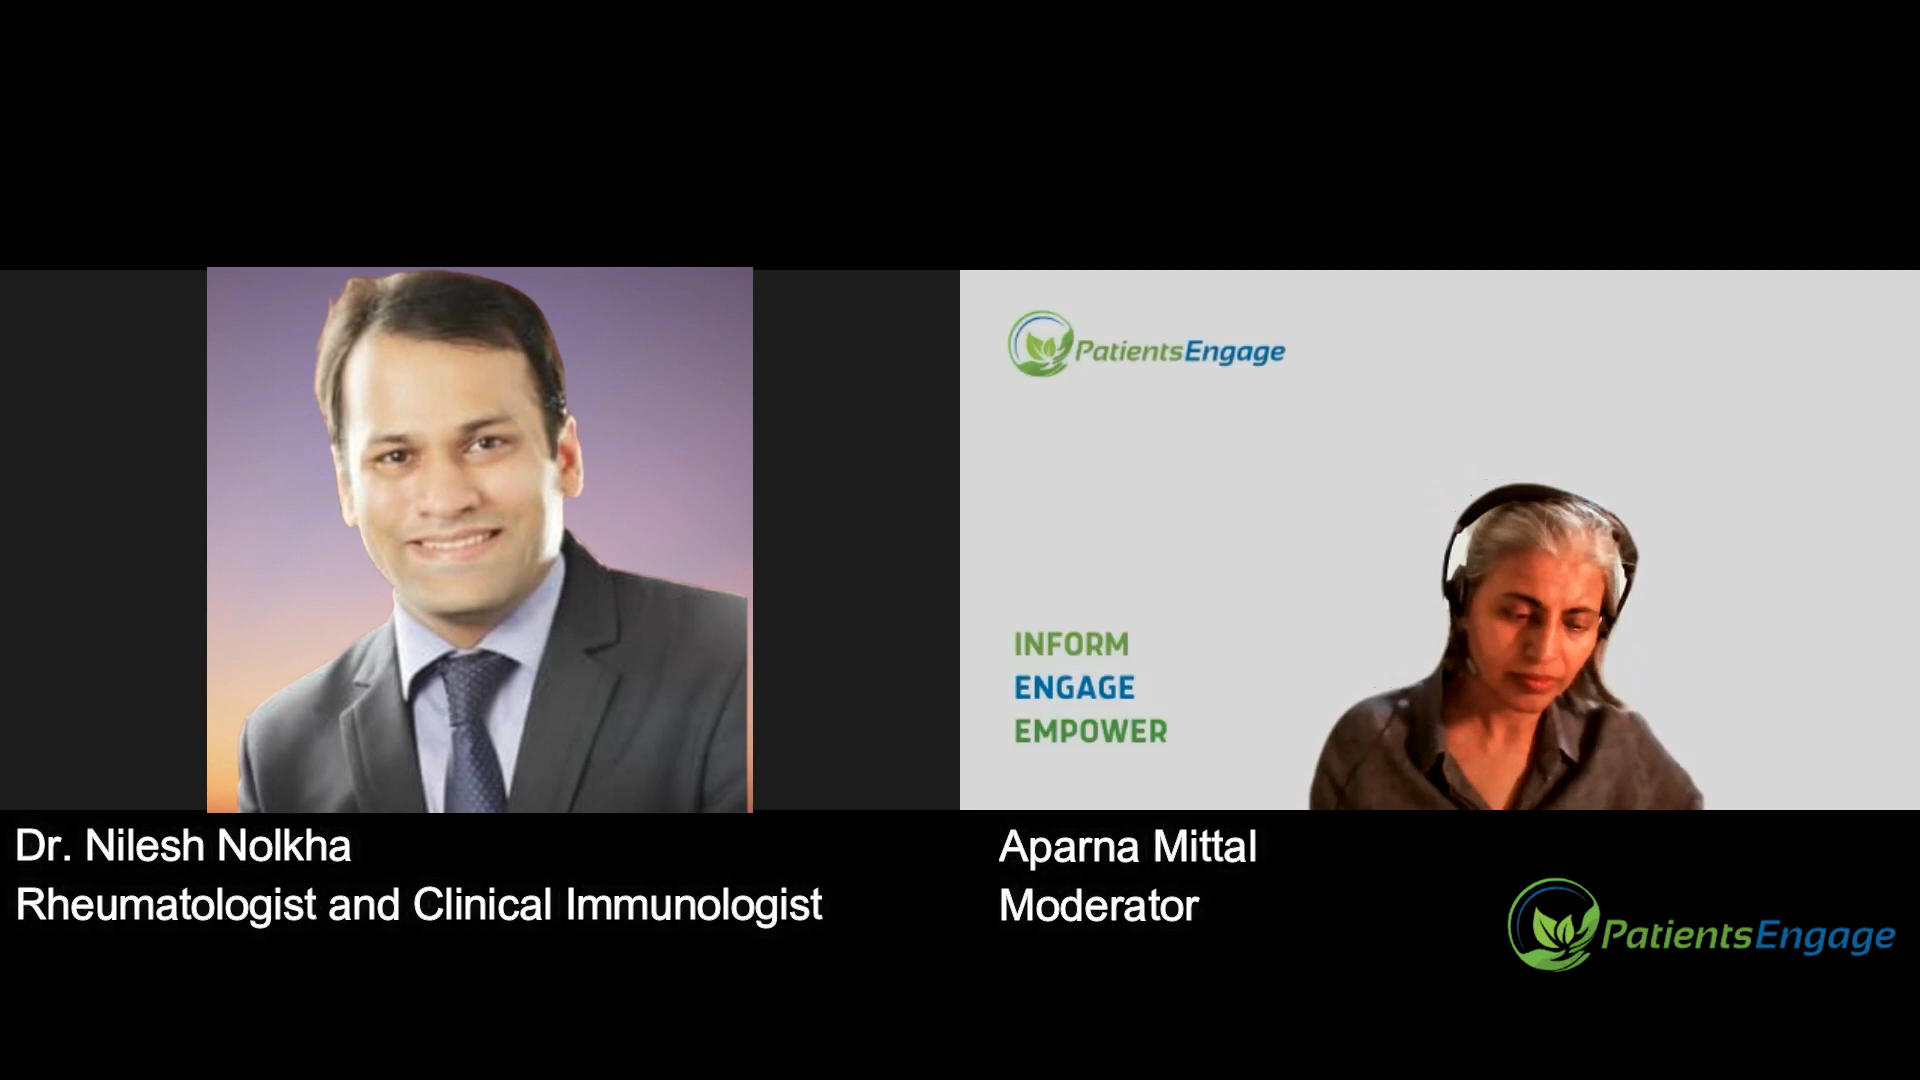 PatientsEngage
INFORM
ENGAGE
EMPOWER
Dr. Nilesh Nolkha
Rheumatologist and Clinical Immunologist
Aparna Mittal
Moderator
PatientsEngage